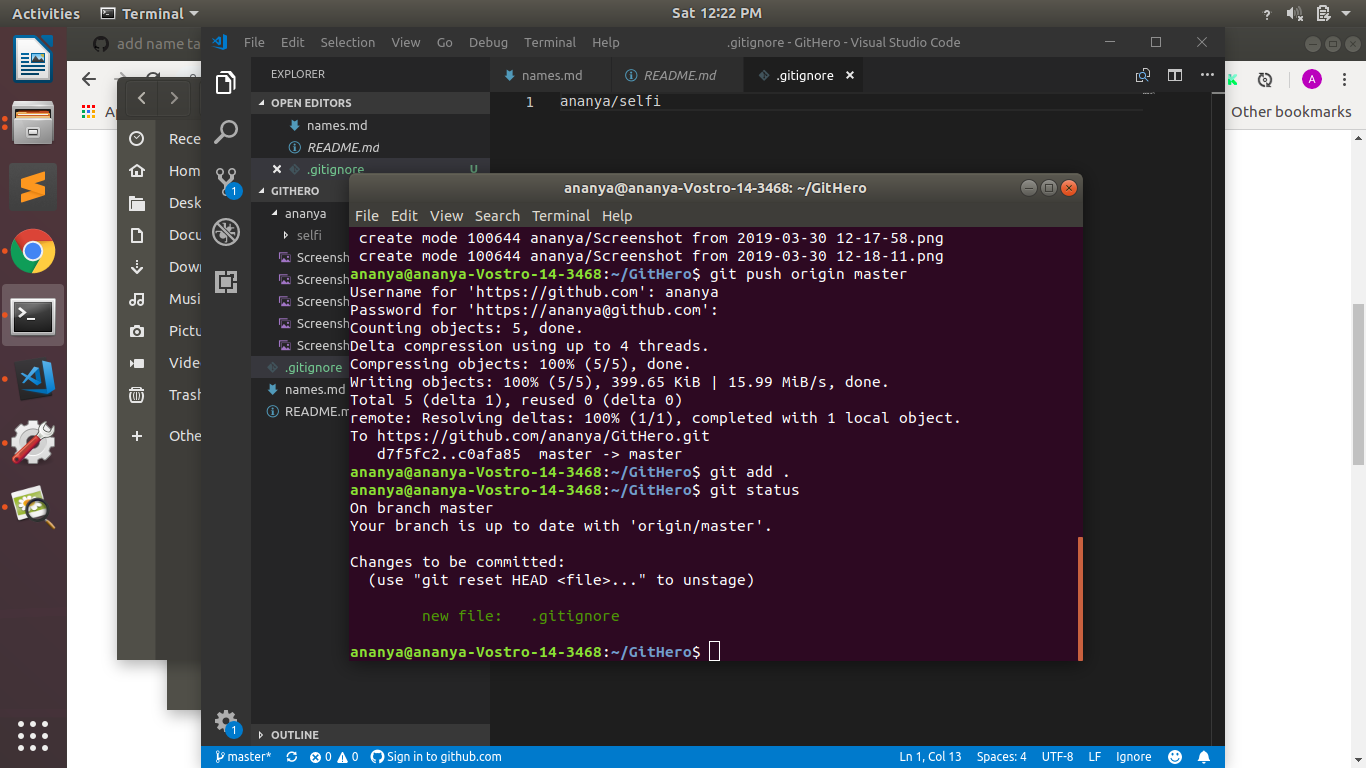 Activities
Terminal
Sat 12:22 PM
?
add name ta
Other bookmarks
A
Rece
Hom
Desk
Docu
Dow
Musi
Pictu
Vide
Tras
+ Othe
File Edit Selection View Go Debug Terminal Help
.gitignore - GitHero - Visual Studio Code
EXPLORER
OPEN EDITORS
names.md
README.md
.gitignore U
GITHERO
ananya
selfi
Screensh
Screensh
Screensh
Screensh
Screensh
.gitignore
names.md
README.m
OUTLINE
1
1
names.md
README.md
.gitignore
1 ananya/selfi
ananya@ananya-Vostro-14-3468: ~/GitHero
File Edit View Search Terminal Help
create mode 100644 ananya/Screenshot from 2019-03-30 12-17-58.png
create mode 100644 ananya/Screenshot from 2019-03-30 12-18-11.png
ananya@ananya-Vostro-14-3468:~/GitHero$ git push origin master
Username for 'https://github.com': ananya
Password for 'https://ananya@github.com':
Counting objects: 5, done.
Delta compression using up to 4 threads.
Compressing objects: 100% (5/5), done.
Writing objects: 100% (5/5), 399.65 KiB | 15.99 MiB/s, done.
Total 5 (delta 1), reused 0 (delta 0)
remote: Resolving deltas: 100% (1/1), completed with 1 local object.
To https://github.com/ananya/GitHero.git
d7f5fc2..c0afa85  master -> master
ananya@ananya-Vostro-14-3468:~/GitHero$ git add .
ananya@ananya-Vostro-14-3468:~/GitHero$ git status
On branch master
Your branch is up to date with 'origin/master'.
Changes to be committed:
(use "git reset HEAD <file>..." to unstage)
new file:   .gitignore
ananya@ananya-Vostro-14-3468:~/GitHero$
master*
0
0
Sign in to github.com
Ln 1, Col 13
Spaces: 4
UTF-8
LF
Ignore